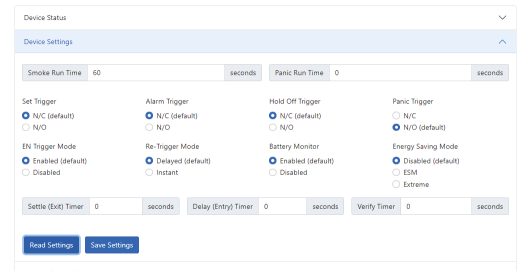 Device Status
Device Settings
Smoke Run Time 60 seconds Panic Run Time 0 seconds
Set Trigger Alarm Trigger Hold Off Trigger Panic Trigger
N/C (default) N/C (default) N/C (default) N/C
N/O N/O N/O N/O (default)
EN Trigger Mode Re-Trigger Mode Battery Monitor Energy Saving Mode
Enabled (default) Delayed (default) Enabled (default) Disabled (default)
Disabled Instant Disabled ESM
Extreme
Settle (Exit) Timer 0 seconds Delay (Entry) Timer 0 seconds Verify Timer 0 seconds
Read Settings Save Settings